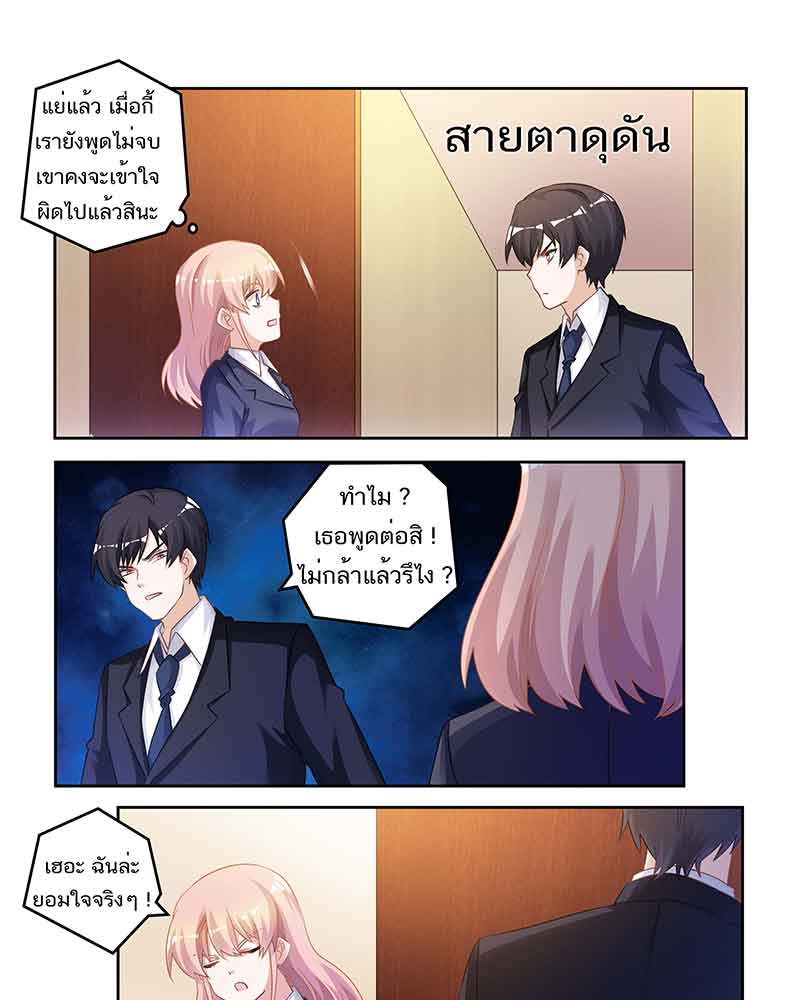 แย่แล้ว เมื่อกี้
เรายังพูดไม่จบ
เขาคงจะเข้าใจ
ผิดไปแล้วสินะ
สายตาดุดัน
ทำไม ?
เธอพูดต่อสิ !
ไม่กล้าแล้วรึไง ?
เฮอะ ฉันล่ะ
ยอมใจจริงๆ !